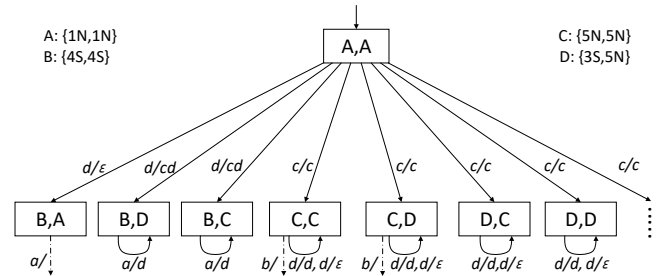 A: {1N,1N}
B: {4S,4S}
C: {5N,5N}
D: {3S,5N}
A,A
d/ε d/cd d/cd c/c c/c c/c c/c c/c
B,A B,D B,C C,C C,D D,C D,D
a/ a/d a/d b/ d/d, d/ε b/ d/d,d/ε d/d,d/ε d/d, d/ε